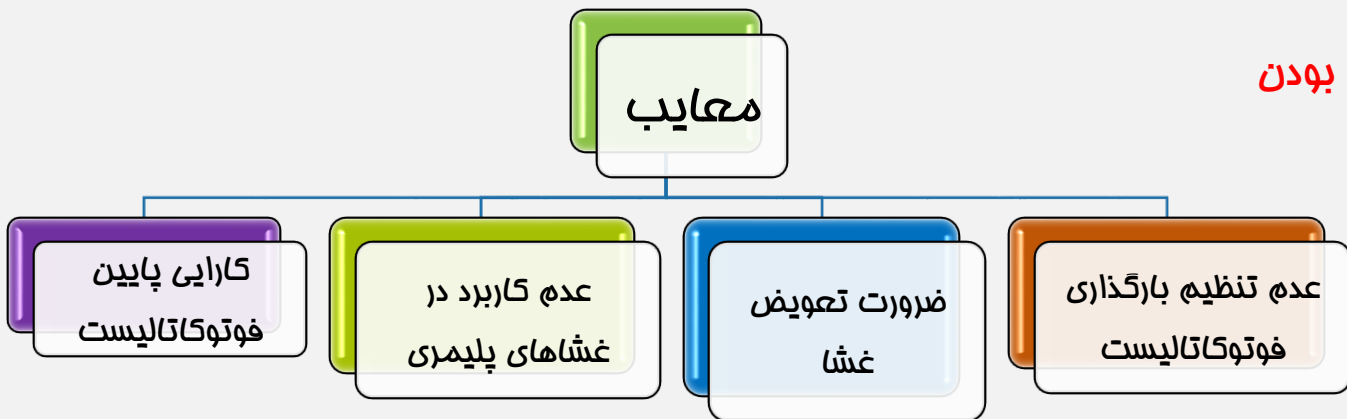 بودن
معایب
عدم تنظیم بارگذاری
فوتوکاتالیست
ضرورت تعویض
غشا
عدم کاربرد در
غشاهای پلیمری
کارایی پایین
فوتوکاتالیست